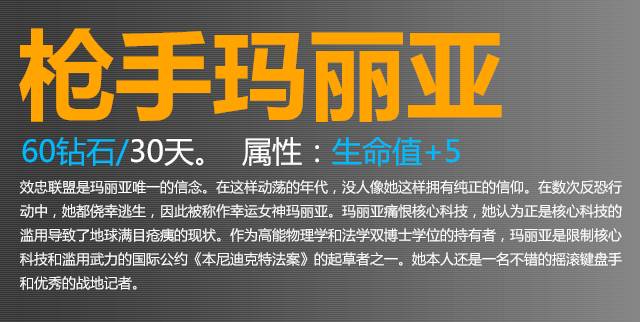 枪手玛丽亚
60钻石/30天。 属性：生命值+5
效忠联盟是玛丽亚唯一的信念。在这样动荡的年代，没人像她这样拥有纯正的信仰。在数次反恐行
动中，她都侥幸逃生，因此被称作幸运女神玛丽亚。玛丽亚痛恨核心科技，她认为正是核心科技的
滥用导致了地球满目疮痍的现状。作为高能物理学和法学双博士学位的持有者，玛丽亚是限制核心
科技和滥用武力的国际公约《本尼迪克特法案》的起草者之一。她本人还是一名不错的摇滚键盘手
和优秀的战地记者。